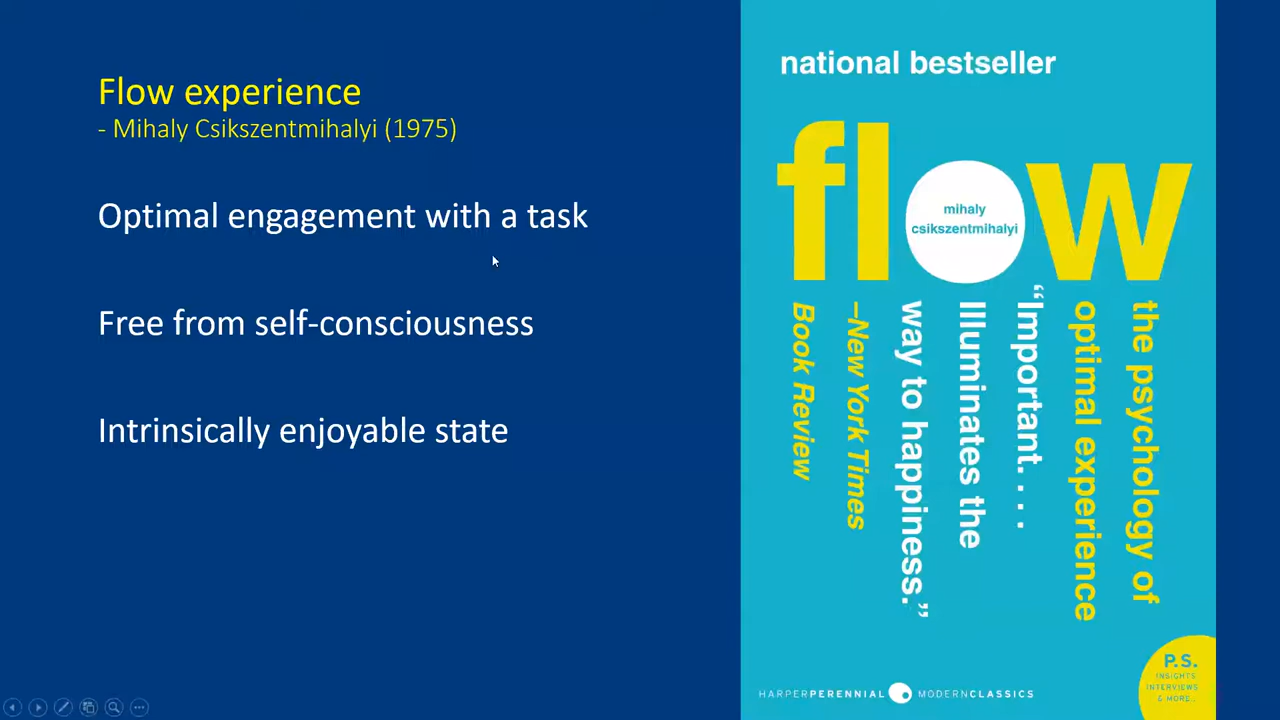 Flow experience
- Mihaly Csikszentmihalyi (1975)
Optimal engagement with a task
Free from self-consciousness
Intrinsically enjoyable state
national bestseller
flow
mihaly
csikszentmihalyi
the psychology of
optimal experience
“Important. . . .
Illuminates the
way to happiness.”
–New York Times
Book Review
P.S.
INSIGHTS
INTERVIEWS
& MORE...
HARPERPERENNIAL MODERNCLASSICS